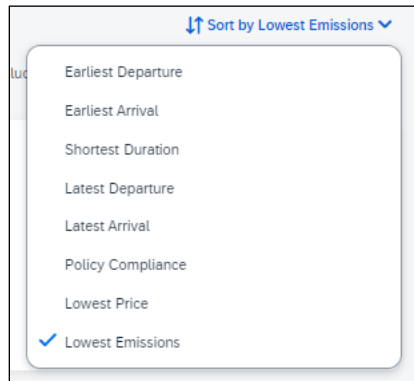 Sort by Lowest Emissions
Earliest Departure
Earliest Arrival
Shortest Duration
Latest Departure
Latest Arrival
Policy Compliance
Lowest Price
Lowest Emissions